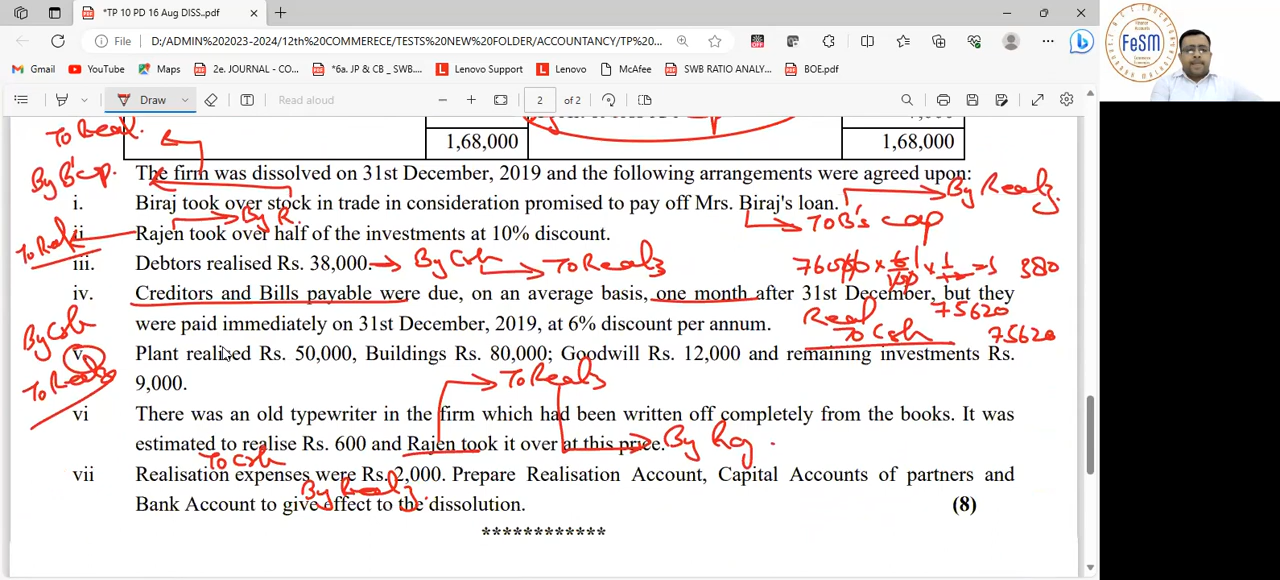 *TP 10 PD 16 Aug DISS..pdf
File D:/ADMIN%202023-2024/12th%20COMMERECE/TESTS%20NEW%20FOLDER/ACCOUNTANCY/TP%20...
Gmail YouTube Maps 2e. JOURNAL - CO... *6a. JP & CB _ SWB... Lenovo Support Lenovo McAfee SWB RATIO ANALY... BOE.pdf
Draw Read aloud 2 of 2
FeSM
To Real.
1,68,000 1,68,000
The firm was dissolved on 31st December, 2019 and the following arrangements were agreed upon:
By B' cap.
By Realz.
i. Biraj took over stock in trade in consideration promised to pay off Mrs. Biraj's loan.
By R. To B's cap
ii. Rajen took over half of the investments at 10% discount.
To Real
iii. Debtors realised Rs. 38,000. By Csh To Realz 380
iv. Creditors and Bills payable were due, on an average basis, one month after 31st December, but they
Real 75620
were paid immediately on 31st December, 2019, at 6% discount per annum.
By Csh To Csh 75620
v. Plant realised Rs. 50,000, Buildings Rs. 80,000; Goodwill Rs. 12,000 and remaining investments Rs.
9,000.
To Realz To Realz
vi There was an old typewriter in the firm which had been written off completely from the books. It was
estimated to realise Rs. 600 and Rajen took it over at this price. By Raj.
To Csh
vii Realisation expenses were Rs. 2,000. Prepare Realisation Account, Capital Accounts of partners and
By Realz.
Bank Account to give effect to the dissolution. (8)
************